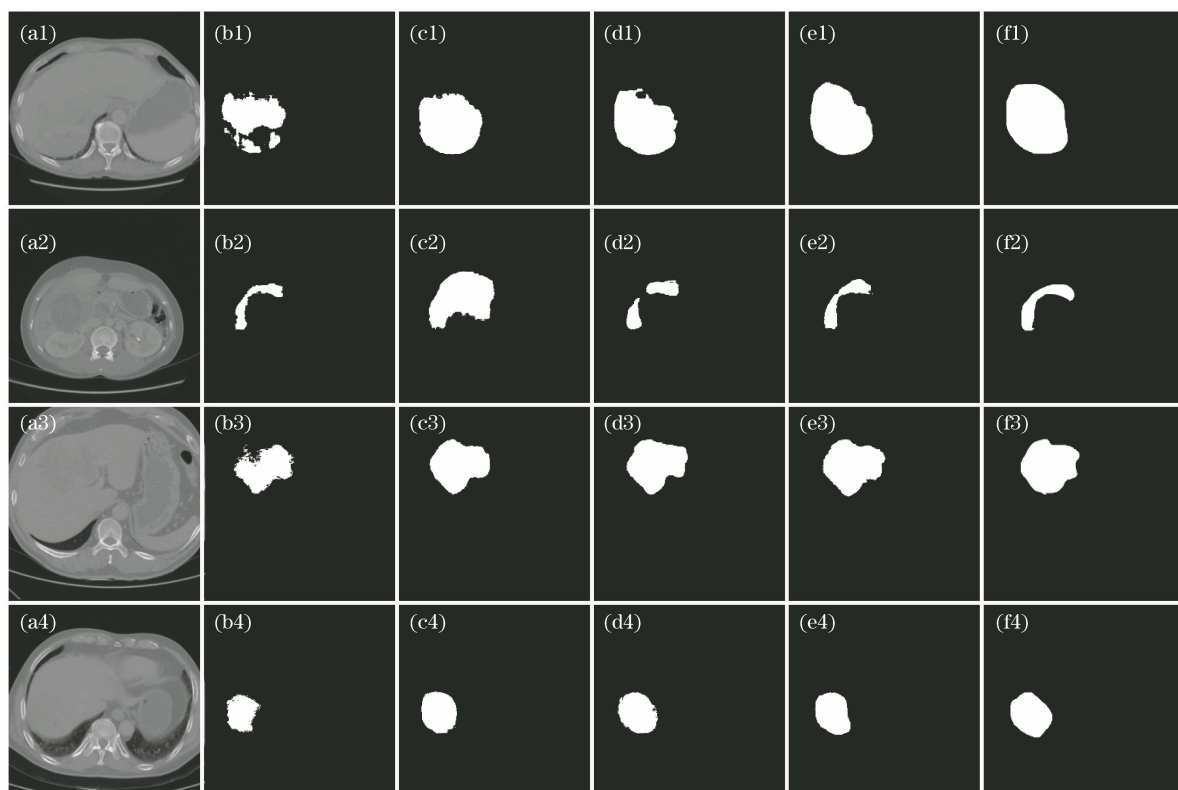 (a1) (b1) (c1) (d1) (e1) (f1)
(a2) (b2) (c2) (d2) (e2) (f2)
(a3) (b3) (c3) (d3) (e3) (f3)
(a4) (b4) (c4) (d4) (e4) (f4)